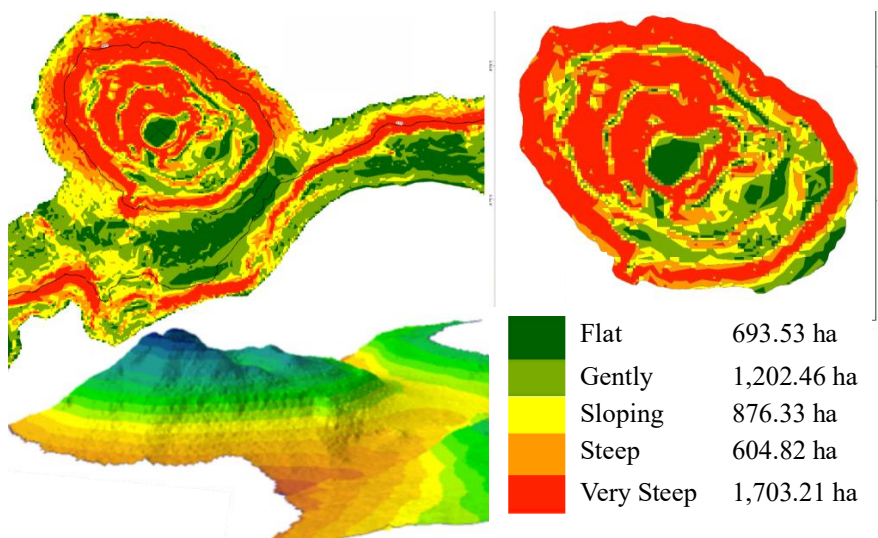 Flat 693.53 ha
Gently 1,202.46 ha
Sloping 876.33 ha
Steep 604.82 ha
Very Steep 1,703.21 ha